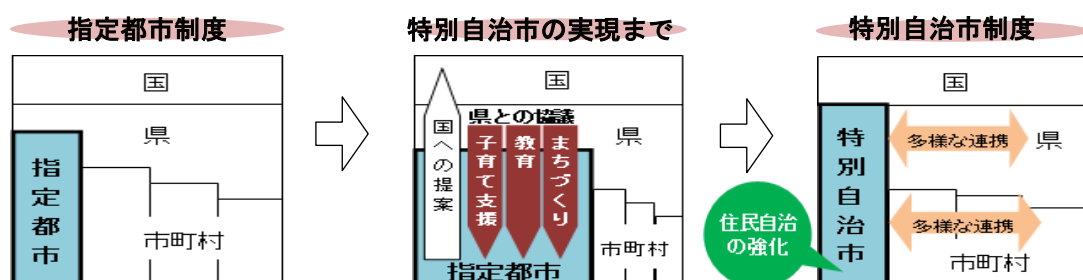 指定都市制度
国
県
指定都市
市町村
特別自治市の実現まで
国
県との協議
県
国への提案
子育て支援
教育
まちづくり
市町村
指定都市
特別自治市制度
国
特別自治市
多様な連携
県
多様な連携
市町村
住民自治
の強化